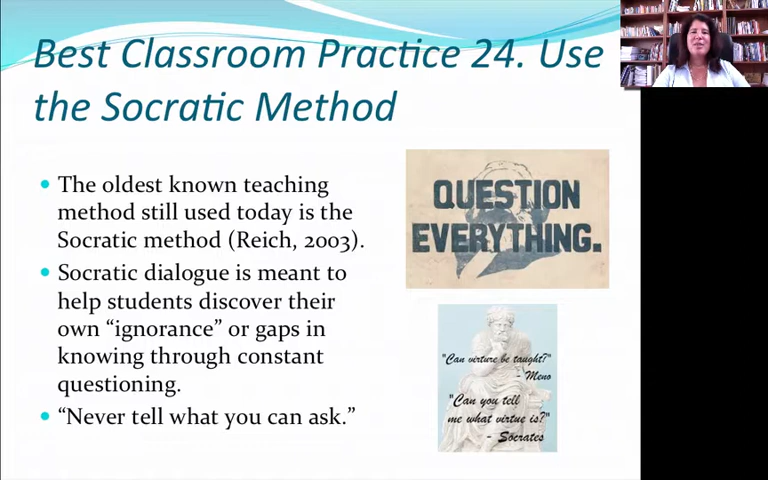 Best Classroom Practice 24. Use
the Socratic Method
The oldest known teaching
method still used today is the
Socratic method (Reich, 2003).
Socratic dialogue is meant to
help students discover their
own “ignorance” or gaps in
knowing through constant
questioning.
“Never tell what you can ask.”
QUESTION
EVERYTHING.
"Can virture be taught?"
- Meno
"Can you tell
me what virtue is?"
- Socrates